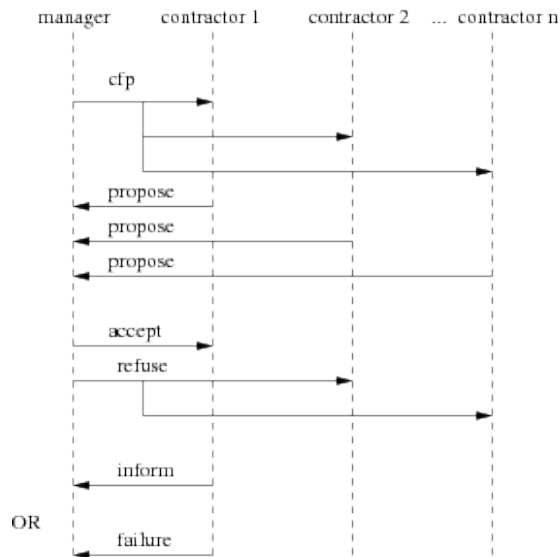 manager contractor 1 contractor 2 ... contractor n
cfp
propose
propose
propose
accept
refuse
inform
OR
failure